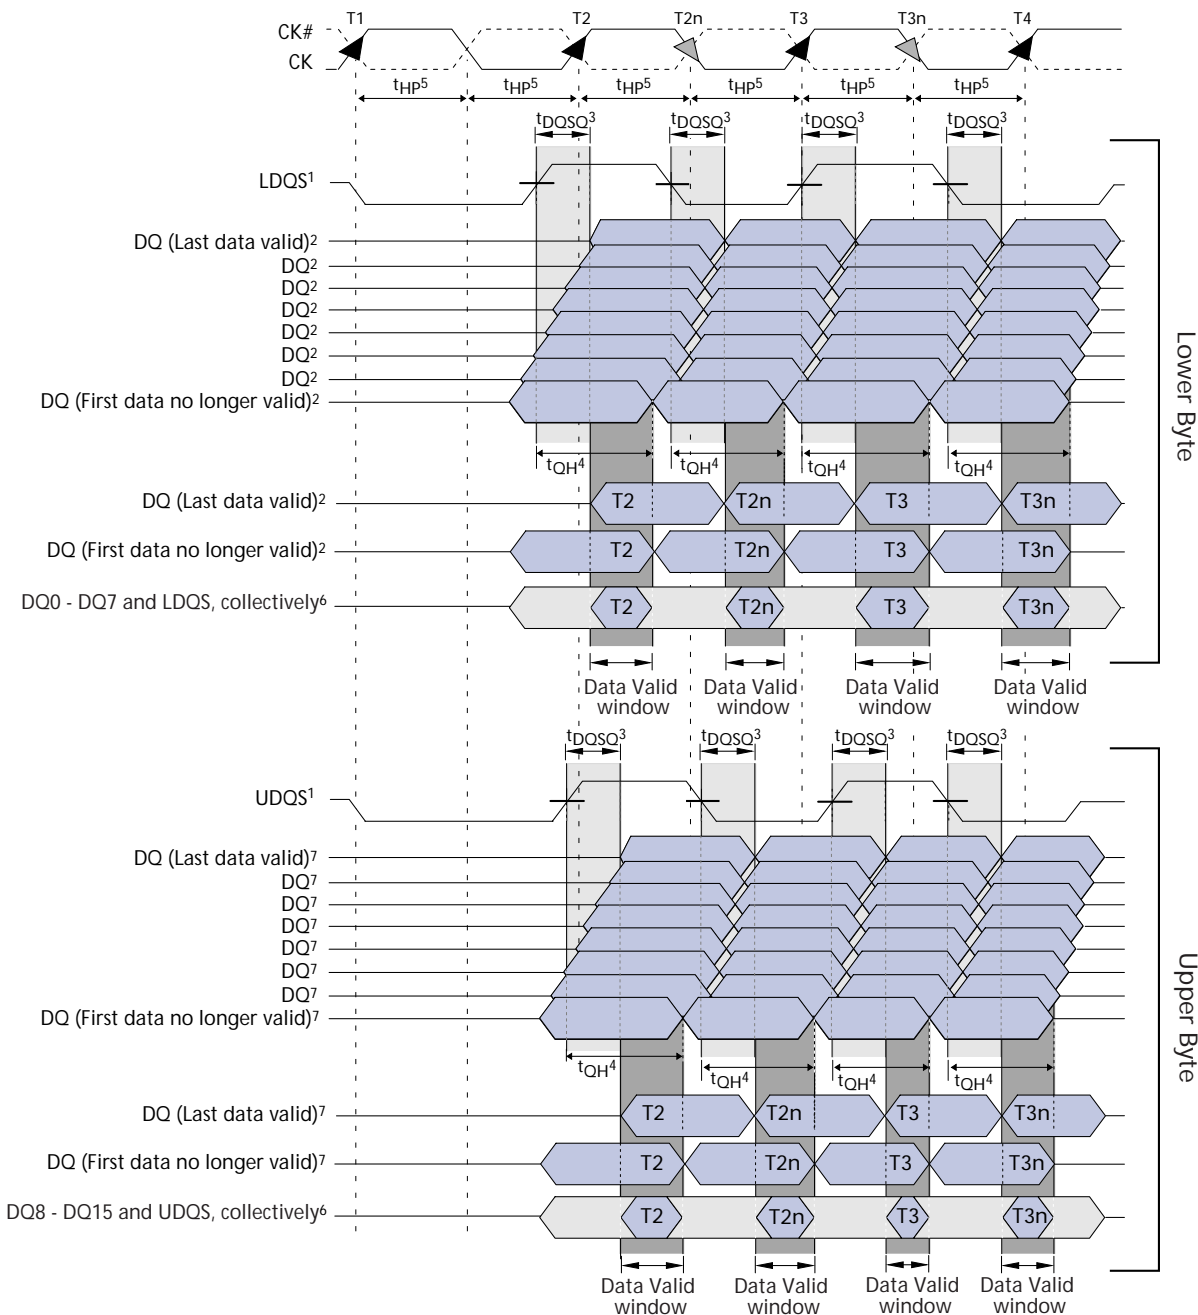 T1 T2 T2n T3 T3n T4
CK#
CK
tHP5 tHP5 tHP5 tHP5 tHP5 tHP5
tDQSQ3 tDQSQ3 tDQSQ3 tDQSQ3
LDQS1
DQ (Last data valid)2
DQ2
DQ2
DQ2
DQ2
DQ2
DQ2
DQ (First data no longer valid)2
tQH4 tQH4 tQH4 tQH4
DQ (Last data valid)2 T2 T2n T3 T3n
DQ (First data no longer valid)2 T2 T2n T3 T3n
DQ0 - DQ7 and LDQS, collectively6 T2 T2n T3 T3n
Data Valid Data Valid Data Valid Data Valid
window window window window
Lower Byte
tDQSQ3 tDQSQ3 tDQSQ3 tDQSQ3
UDQS1
DQ (Last data valid)7
DQ7
DQ7
DQ7
DQ7
DQ7
DQ7
DQ (First data no longer valid)7
tQH4 tQH4 tQH4 tQH4
DQ (Last data valid)7 T2 T2n T3 T3n
DQ (First data no longer valid)7 T2 T2n T3 T3n
DQ8 - DQ15 and UDQS, collectively6 T2 T2n T3 T3n
Data Valid Data Valid Data Valid Data Valid
window window window window
Upper Byte